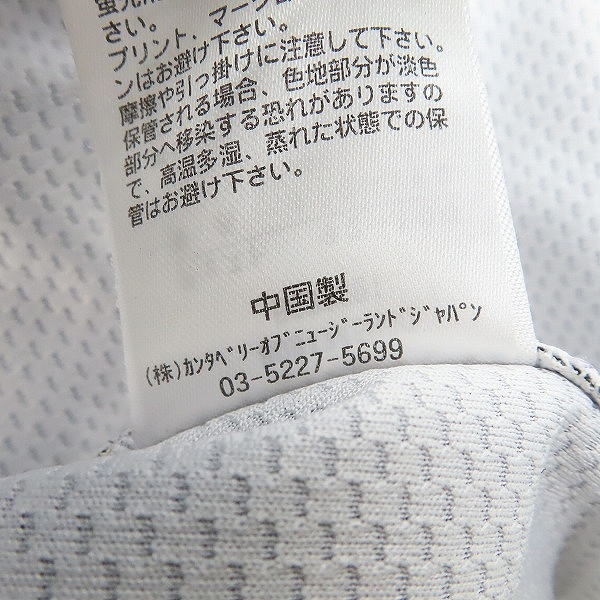 さい。
プリント、マーク
ンはお避け下さい。
摩擦や引っ掛けに注意して下さい。
保管される場合、色地部分が淡色
部分へ移染する恐れがありますの
で、高温多湿、蒸れた状態での保
管はお避け下さい。
中国製
(株)ｶﾝﾀﾍﾞﾘｰｵﾌﾞﾆｭｰｼﾞｰﾗﾝﾄﾞｼﾞｬﾊﾟﾝ
03-5227-5699